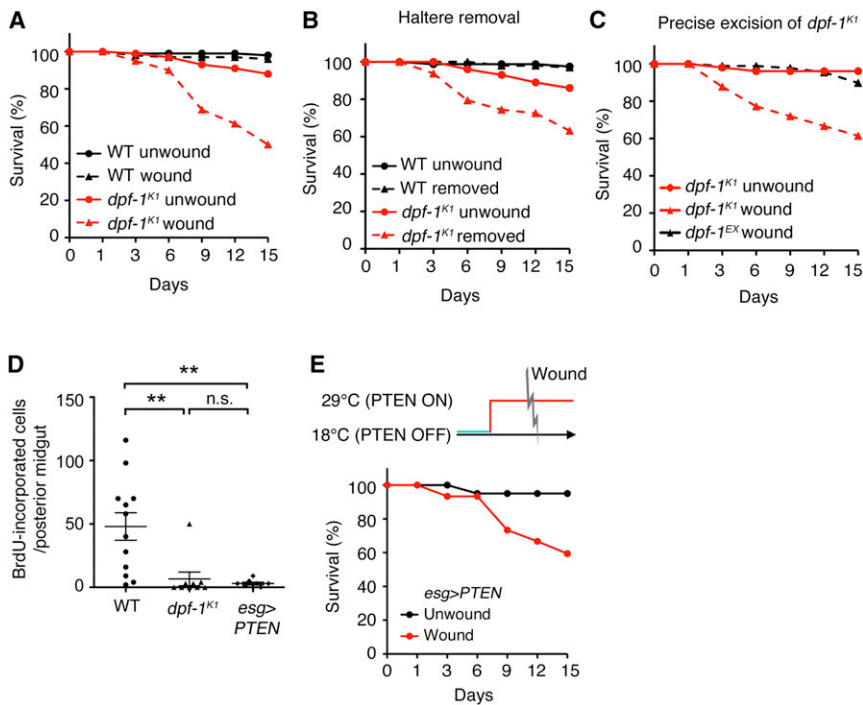 A
Survival (%)
100
80
60
40
20
0
WT unwound
WT wound
dpf-1K1 unwound
dpf-1K1 wound
0 1 3 6 9 12 15
Days
B
Haltere removal
Survival (%)
100
80
60
40
20
0
WT unwound
WT removed
dpf-1K1 unwound
dpf-1K1 removed
0 1 3 6 9 12 15
Days
C
Precise excision of dpf-1K1
Survival (%)
100
80
60
40
20
0
dpf-1K1 unwound
dpf-1K1 wound
dpf-1EX wound
0 1 3 6 9 12 15
Days
D
BrdU-incorporated cells
/posterior midgut
150
100
50
0
**
**
n.s.
WT dpf-1K1 esg>
PTEN
E
Wound
29°C (PTEN ON)
18°C (PTEN OFF)
Survival (%)
100
80
60
40
20
0
esg>PTEN
Unwound
Wound
0 1 3 6 9 12 15
Days